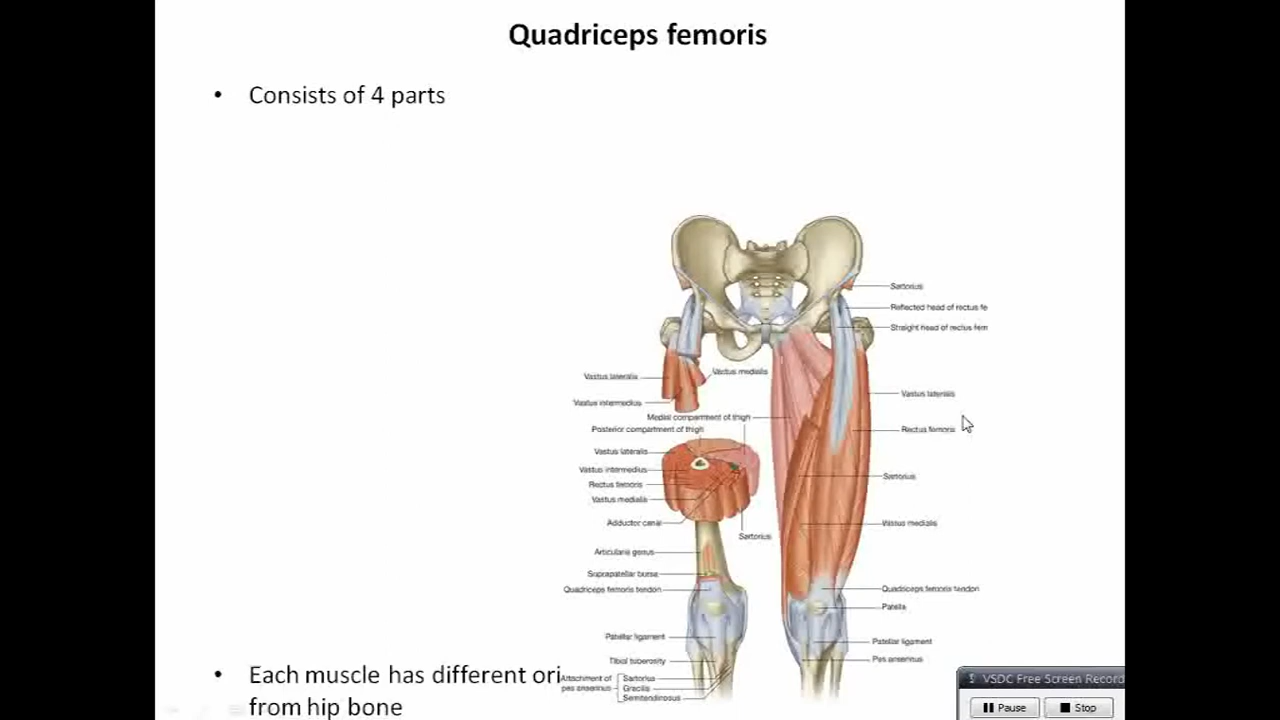 Quadriceps femoris
• Consists of 4 parts
Sartorius
Reflected head of rectus fe
Straight head of rectus fem
Vastus lateralis
Vastus medialis
Vastus intermedius
Vastus lateralis
Medial compartment of thigh
Posterior compartment of thigh
Rectus femoris
Vastus lateralis
Vastus intermedius
Rectus femoris
Vastus medialis
Sartorius
Adductor canal
Vastus medialis
Sartorius
Articularis genus
Suprapatellar bursa
Quadriceps femoris tendon
Quadriceps femoris tendon
Patella
Patellar ligament
Patellar ligament
Tibial tuberosity
Pes anserinus
Attachment of
pes anserinus
Sartorius
Gracilis
Semitendinosus
• Each muscle has different ori
from hip bone
VSDC Free Screen Record
Pause
Stop